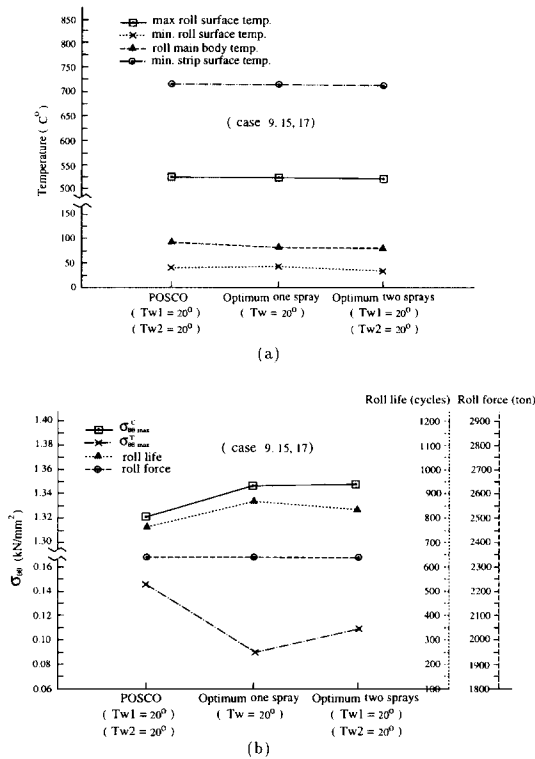 max roll surface temp.
min. roll surface temp.
roll main body temp.
min. strip surface temp.
( case 9. 15, 17)
Temperature ( C° )
850
800
750
700
650
600
550
500
150
100
50
0
POSCO
( Tw1 = 20° )
( Tw2 = 20° )
Optimum one spray
( Tw = 20° )
Optimum two sprays
( Tw1 = 20° )
( Tw2 = 20° )
(a)
Roll life (cycles) Roll force (ton)
σ θθ max C
σ θθ max T
roll life
roll force
( case 9. 15, 17)
σθθ (kN/mm²)
1.40
1.38
1.36
1.34
1.32
1.30
0.16
0.14
0.12
0.10
0.08
0.06
1200
1100
1000
900
800
700
600
500
400
300
200
100
2900
2800
2700
2600
2500
2400
2300
2200
2100
2000
1900
1800
POSCO
( Tw1 = 20° )
( Tw2 = 20° )
Optimum one spray
( Tw = 20° )
Optimum two sprays
( Tw1 = 20° )
( Tw2 = 20° )
(b)